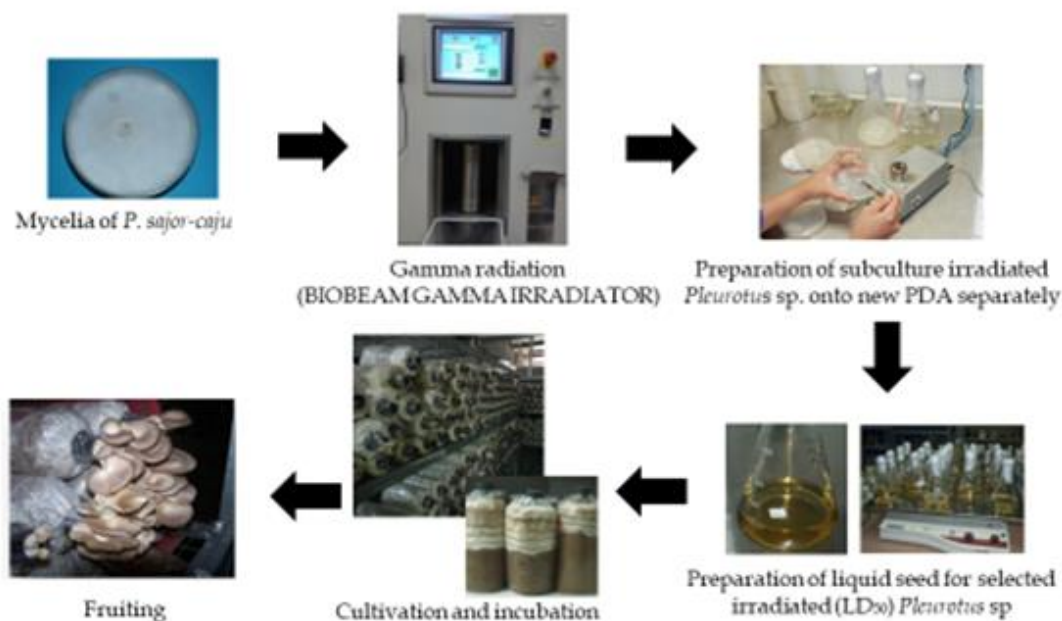 Mycelia of P. sajor-caju
Gamma radiation
(BIOBEAM GAMMA IRRADIATOR)
Preparation of subculture irradiated
Pleurotus sp. onto new PDA separately
Preparation of liquid seed for selected
irradiated (LD₅₀) Pleurotus sp
Cultivation and incubation
Fruiting